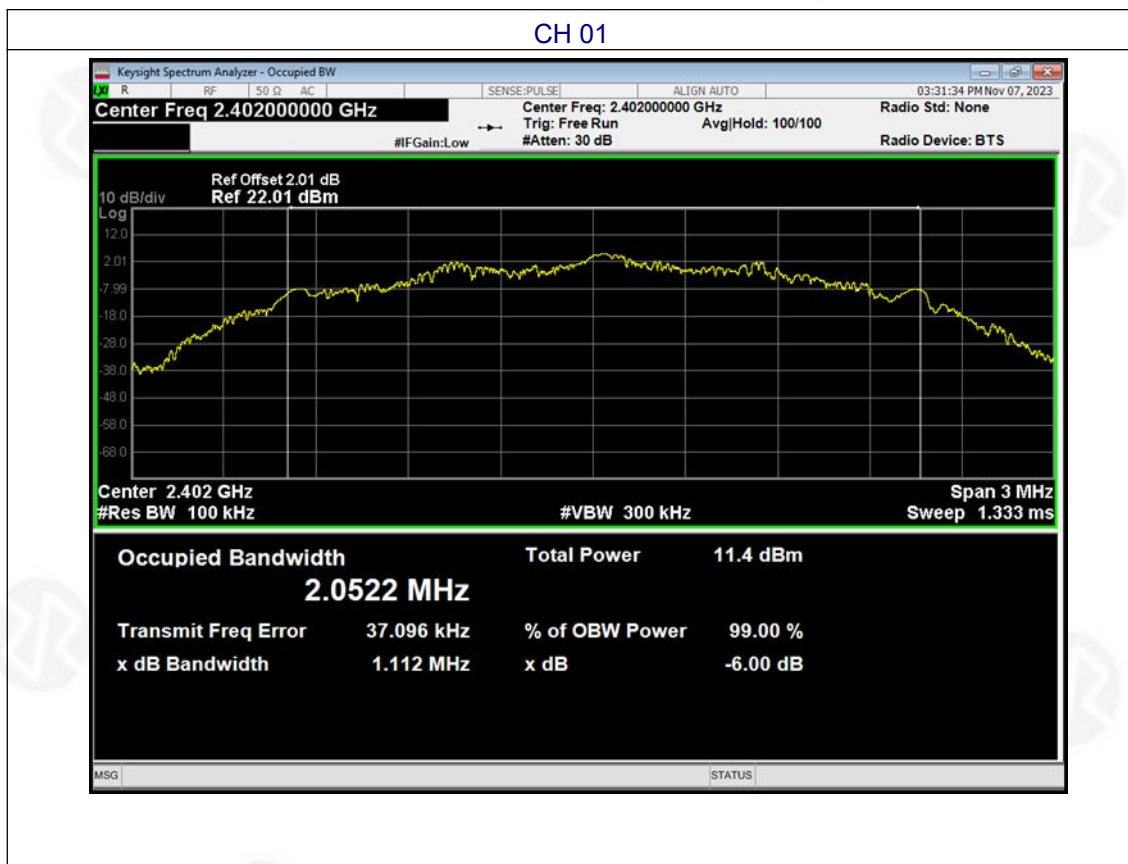 CH 01
Keysight Spectrum Analyzer - Occupied BW
LXI R RF 50 Ω AC SENSE:PULSE ALIGN AUTO 03:31:34 PM Nov 07, 2023
Center Freq 2.402000000 GHz Center Freq: 2.402000000 GHz Radio Std: None
Trig: Free Run Avg|Hold: 100/100
#IFGain:Low #Atten: 30 dB Radio Device: BTS
Ref Offset 2.01 dB
10 dB/div Ref 22.01 dBm
Log
12.0
2.01
-7.99
-18.0
-28.0
-38.0
-48.0
-58.0
-68.0
Center 2.402 GHz Span 3 MHz
#Res BW 100 kHz #VBW 300 kHz Sweep 1.333 ms
Occupied Bandwidth Total Power 11.4 dBm
2.0522 MHz
Transmit Freq Error 37.096 kHz % of OBW Power 99.00 %
x dB Bandwidth 1.112 MHz x dB -6.00 dB
MSG STATUS